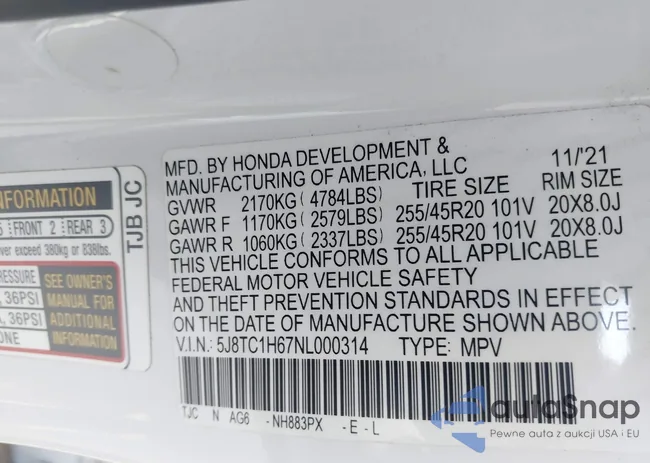 INFORMATION
5 FRONT 2 REAR 3
ver exceed 380kg or 838lbs.
PRESSURE
, 36PSI
A, 36PSI
ONE
SEE OWNER'S
MANUAL FOR
ADDITIONAL
INFORMATION
TJB JC
MFD. BY HONDA DEVELOPMENT &
MANUFACTURING OF AMERICA, LLC 11/'21
GVWR 2170KG ( 4784LBS) TIRE SIZE RIM SIZE
GAWR F 1170KG ( 2579LBS) 255/45R20 101V 20X8.0J
GAWR R 1060KG ( 2337LBS) 255/45R20 101V 20X8.0J
THIS VEHICLE CONFORMS TO ALL APPLICABLE
FEDERAL MOTOR VEHICLE SAFETY
AND THEFT PREVENTION STANDARDS IN EFFECT
ON THE DATE OF MANUFACTURE SHOWN ABOVE.
V.I.N.: 5J8TC1H67NL000314 TYPE: MPV
TJC N AG6 -NH883PX -E-L
autaSnap
Pewne auta z aukcji USA i EU